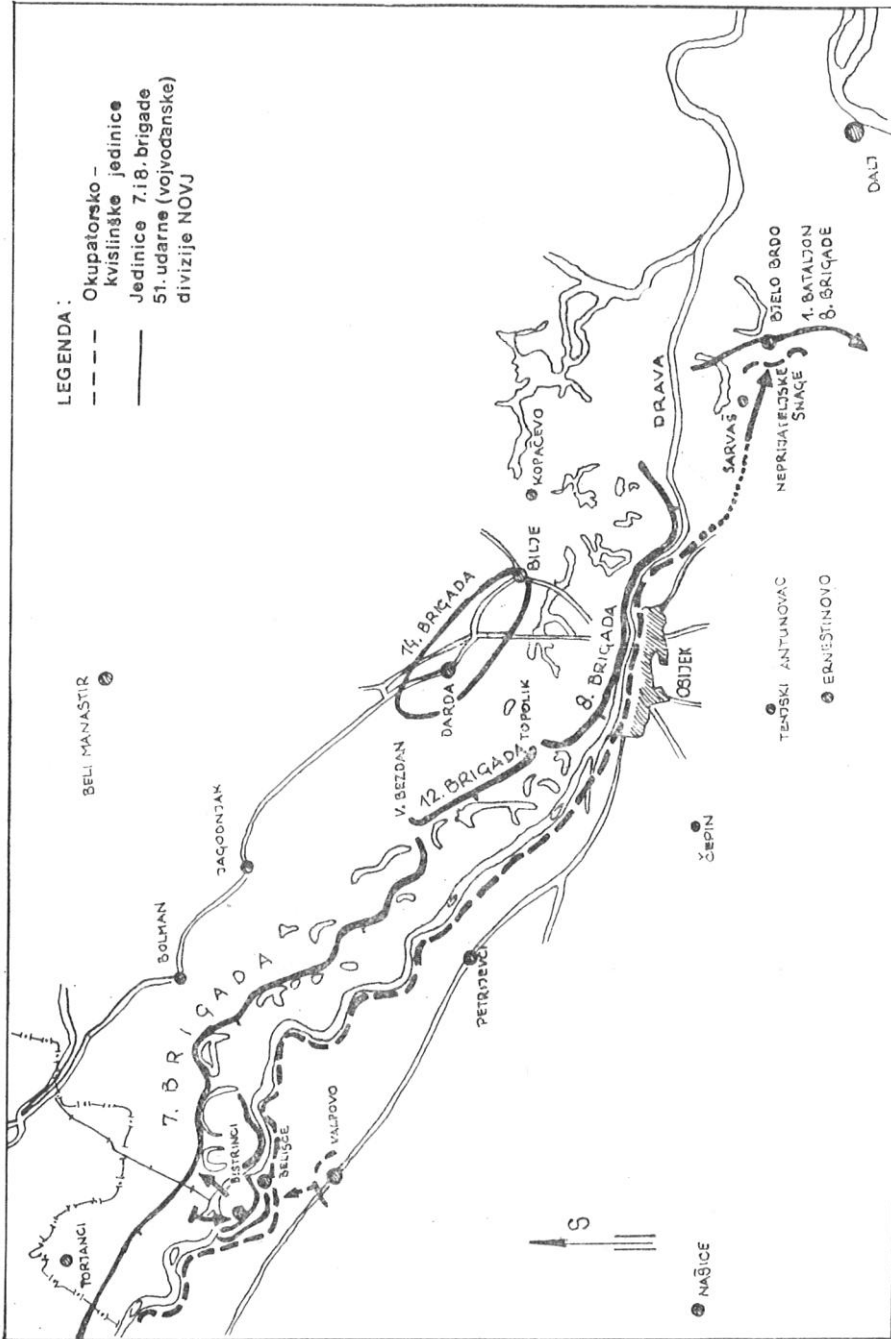 LEGENDA:
Okupatorsko-
kvislinške jedinice
Jedinice 7. i 8. brigade
51. udarne (vojvođanske)
divizije NOVJ
BELI MANASTIR
TORJANCI
BOLMAN
JAGODNJAK
7. BRIGADA
14. BRIGADA
DARDA
BILJE
KOPAČEVO
V. BEZDAN
12. BRIGADA
TOPOLIK
8. BRIGADA
DRAVA
BISTRINCI
BELIŠĆE
VALPOVO
PETRIJEVCI
OSIJEK
SARVAŠ
BJELO BRDO
1. BATALJON
8. BRIGADE
NEPRIJATELJSKE
SNAGE
DALJ
TENJSKI ANTUNOVAC
ERNESTINOVO
ČEPIN
S
NAŠICE